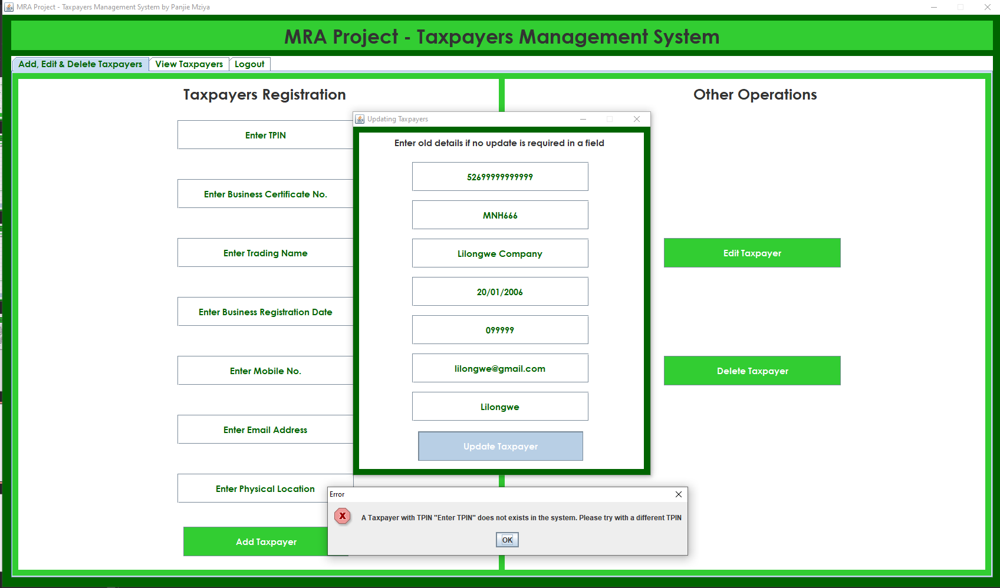 MRA Project - Taxpayers Management System by Panjie Mziya
MRA Project - Taxpayers Management System
Add, Edit & Delete Taxpayers
View Taxpayers
Logout
Taxpayers Registration
Enter TPIN
Enter Business Certificate No.
Enter Trading Name
Enter Business Registration Date
Enter Mobile No.
Enter Email Address
Enter Physical Location
Add Taxpayer
Other Operations
Edit Taxpayer
Delete Taxpayer
Updating Taxpayers
Enter old details if no update is required in a field
52699999999999
MNH666
Lilongwe Company
20/01/2006
099999
lilongwe@gmail.com
Lilongwe
Update Taxpayer
Error
A Taxpayer with TPIN "Enter TPIN" does not exists in the system. Please try with a different TPIN
OK